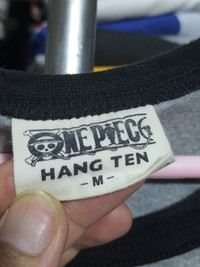 ONE PIECE
HANG TEN
- M -